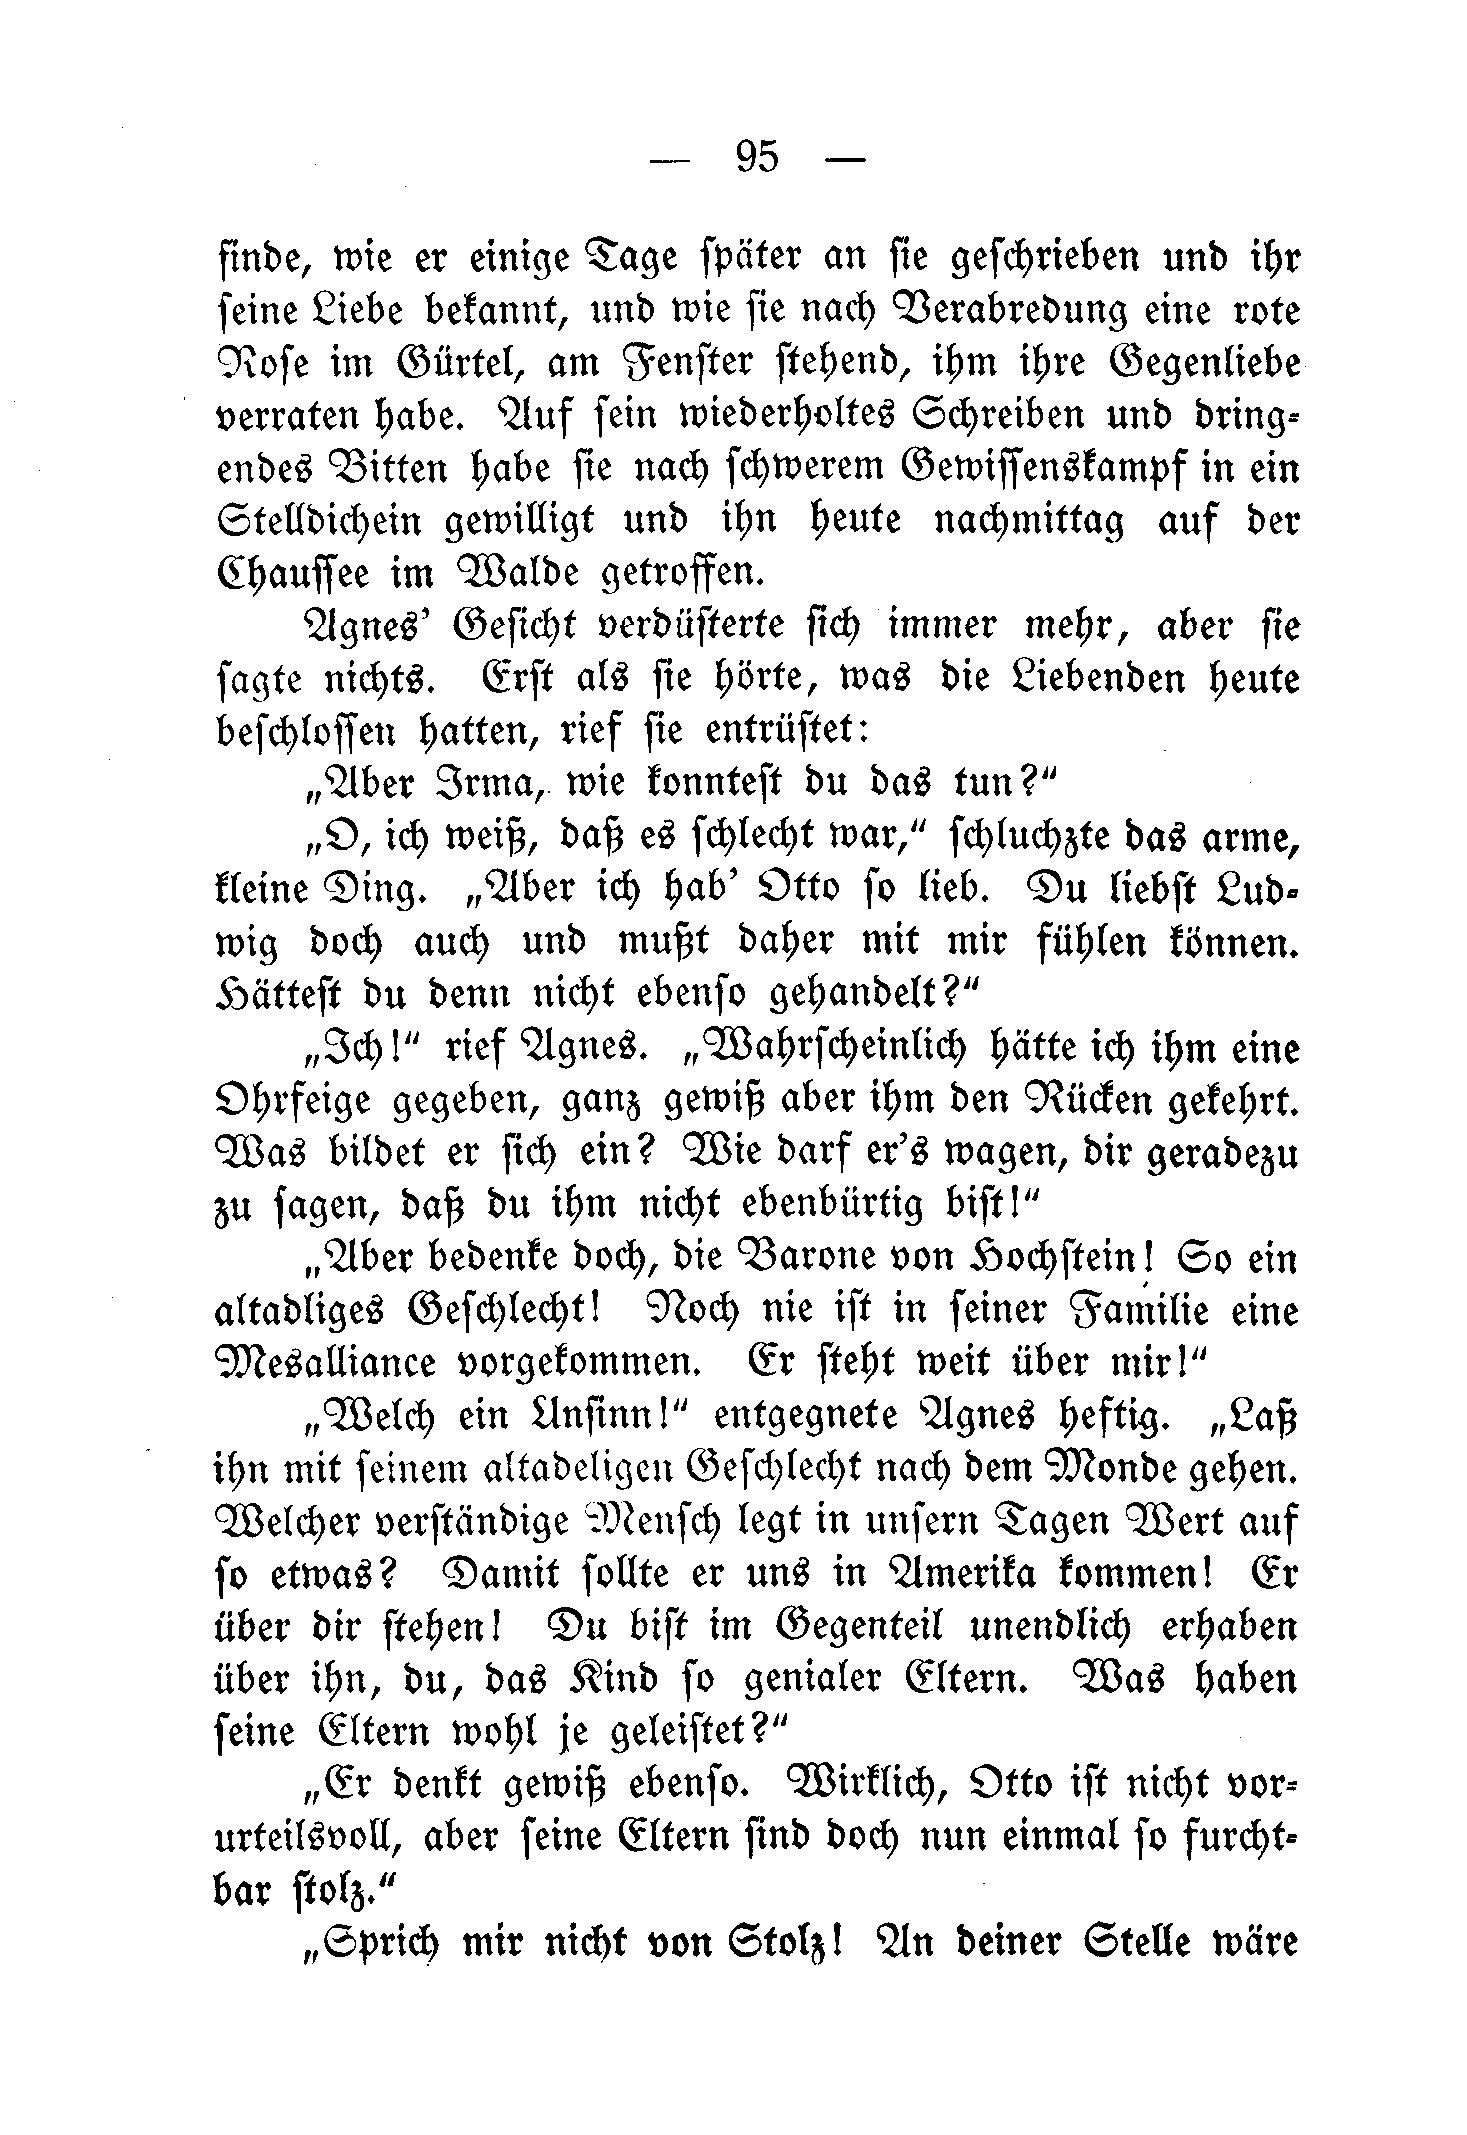 — 95 —
finde, wie er einige Tage später an sie geschrieben und ihr
seine Liebe bekannt, und wie sie nach Verabredung eine rote
Rose im Gürtel, am Fenster stehend, ihm ihre Gegenliebe
verraten habe. Auf sein wiederholtes Schreiben und dring-
endes Bitten habe sie nach schwerem Gewissenskampf in ein
Stelldichein gewilligt und ihn heute nachmittag auf der
Chaussee im Walde getroffen.
Agnes’ Gesicht verdüsterte sich immer mehr, aber sie
sagte nichts. Erst als sie hörte, was die Liebenden heute
beschlossen hatten, rief sie entrüstet:
„Aber Irma, wie konntest du das tun?“
„O, ich weiß, daß es schlecht war,“ schluchzte das arme,
kleine Ding. „Aber ich hab’ Otto so lieb. Du liebst Lud-
wig doch auch und mußt daher mit mir fühlen können.
Hättest du denn nicht ebenso gehandelt?“
„Ich!“ rief Agnes. „Wahrscheinlich hätte ich ihm eine
Ohrfeige gegeben, ganz gewiß aber ihm den Rücken gekehrt.
Was bildet er sich ein? Wie darf er’s wagen, dir geradezu
zu sagen, daß du ihm nicht ebenbürtig bist!“
„Aber bedenke doch, die Barone von Hochstein! So ein
altadliges Geschlecht! Noch nie ist in seiner Familie eine
Mesalliance vorgekommen. Er steht weit über mir!“
„Welch ein Unsinn!“ entgegnete Agnes heftig. „Laß
ihn mit seinem altadeligen Geschlecht nach dem Monde gehen.
Welcher verständige Mensch legt in unsern Tagen Wert auf
so etwas? Damit sollte er uns in Amerika kommen! Er
über dir stehen! Du bist im Gegenteil unendlich erhaben
über ihn, du, das Kind so genialer Eltern. Was haben
seine Eltern wohl je geleistet?“
„Er denkt gewiß ebenso. Wirklich, Otto ist nicht vor-
urteilsvoll, aber seine Eltern sind doch nun einmal so furcht-
bar stolz.“
„Sprich mir nicht von Stolz! An deiner Stelle wäre